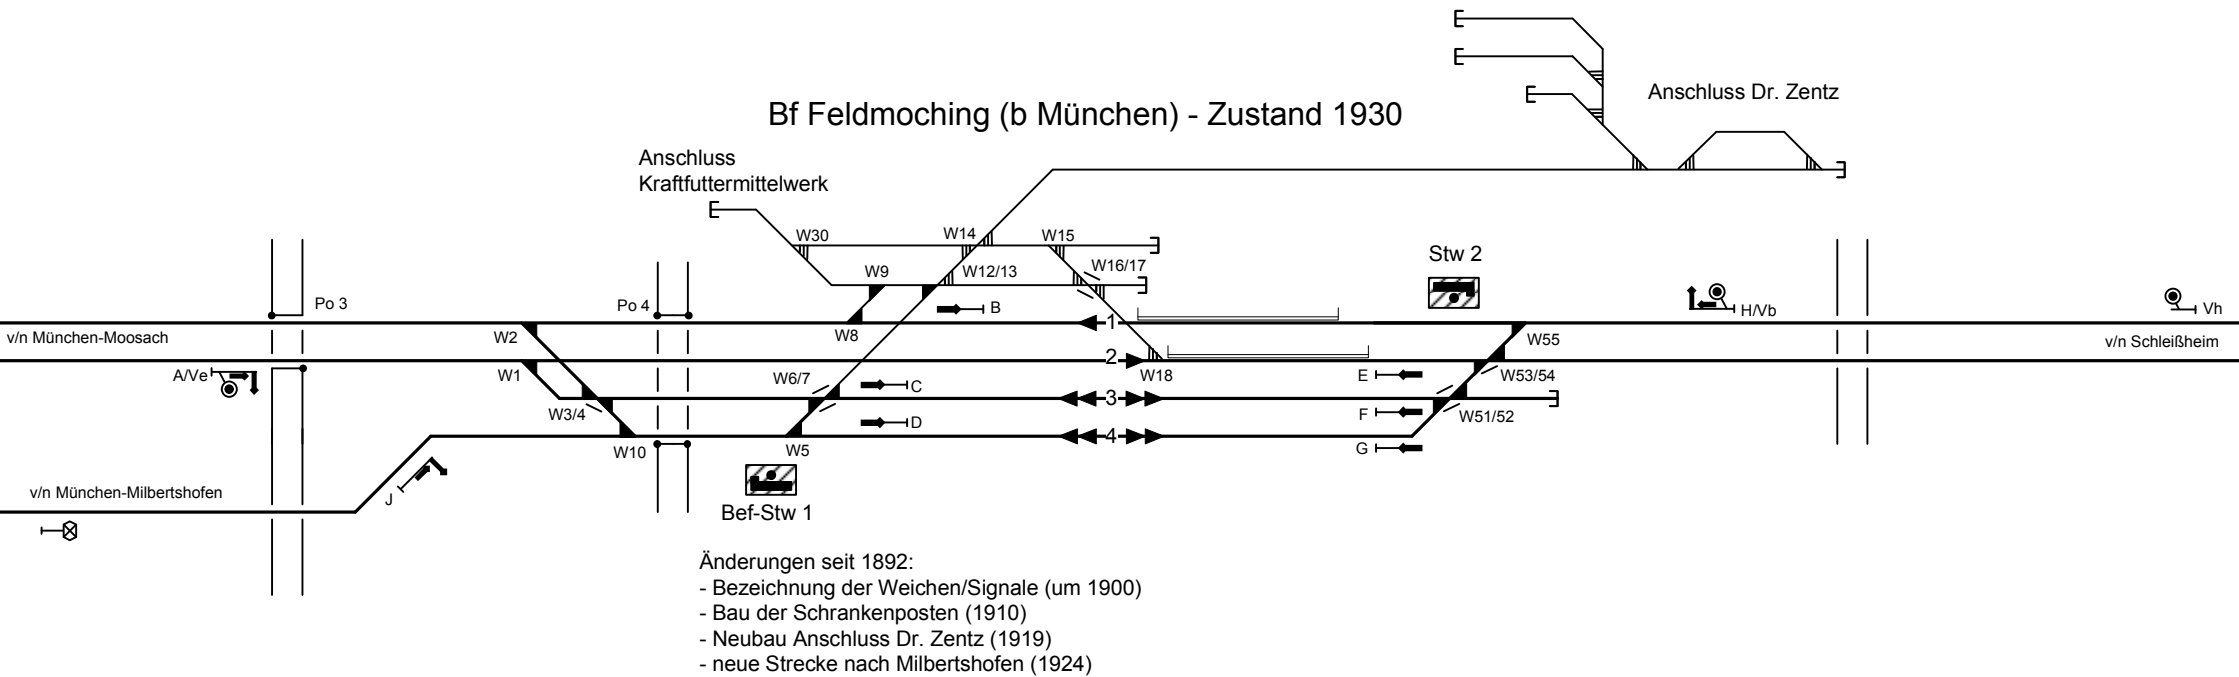 Bf Feldmoching (b München) - Zustand 1930
Anschluss Dr. Zentz
Anschluss
Kraftfuttermittelwerk
W30
W14
W15
Stw 2
W9
W12/13
W16/17
Po 3
Po 4
B
H/Vb
Vh
v/n München-Moosach
W2
W8
1
W55
v/n Schleißheim
2
A/Ve
W1
W6/7
C
W18
E
W53/54
W3/4
3
F
W51/52
D
W10
W5
4
G
v/n München-Milbertshofen
J
Bef-Stw 1
Änderungen seit 1892:
- Bezeichnung der Weichen/Signale (um 1900)
- Bau der Schrankenposten (1910)
- Neubau Anschluss Dr. Zentz (1919)
- neue Strecke nach Milbertshofen (1924)